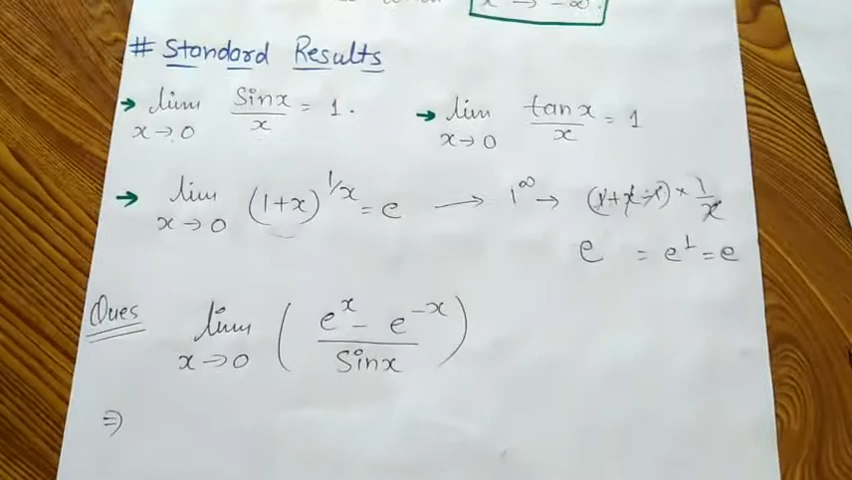 x → -∞.
# Standard Results
→ lim x→0 sinx/x = 1. → lim x→0 tanx/x = 1
→ lim x→0 (1+x)^1/x = e → 1^∞ → (1+x-1) × 1/x
e = e^1 = e
Ques lim x→0 (e^x - e^-x / Sinx)
⇒